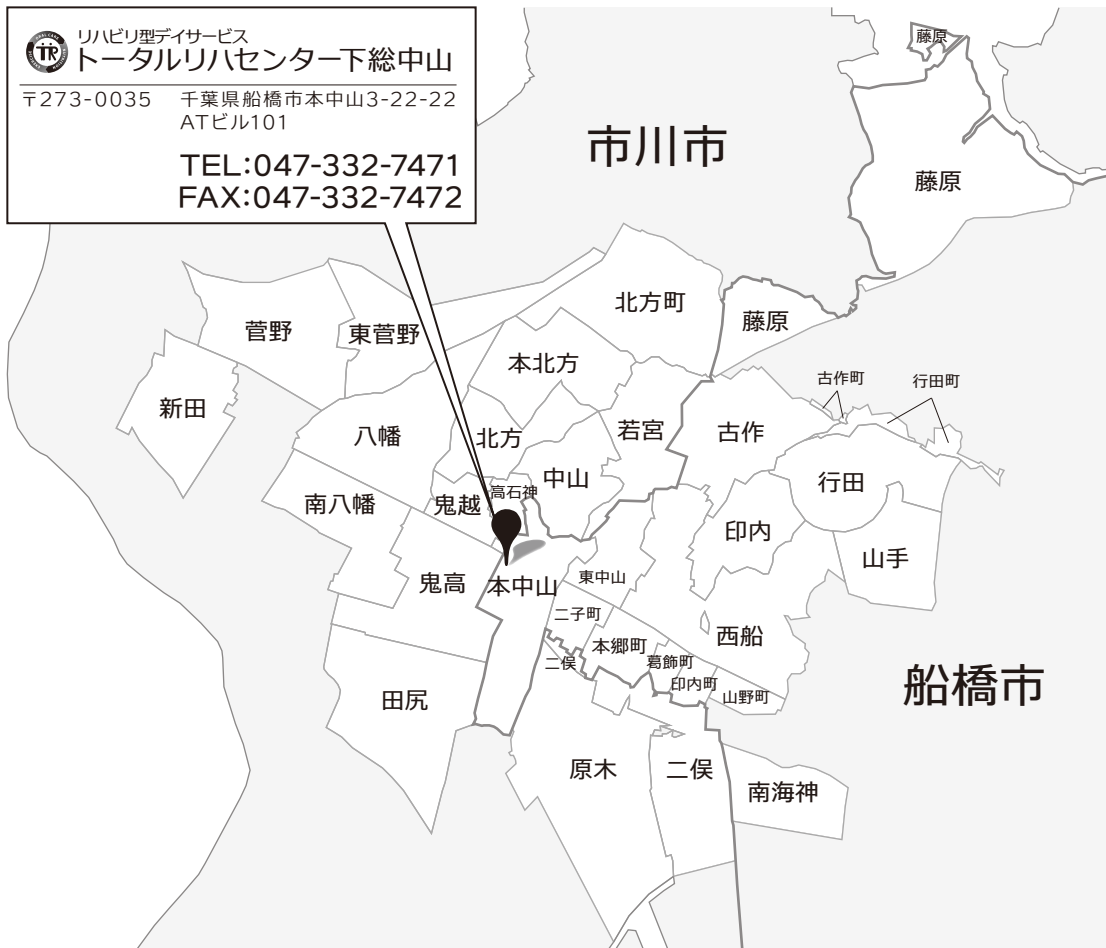 リハビリ型デイサービス
トータルリハセンター下総中山
〒273-0035 千葉県船橋市本中山3-22-22
ATビル101
TEL:047-332-7471
FAX:047-332-7472
TR
藤原
市川市
藤原
北方町
藤原
菅野
東菅野
本北方
古作町
行田町
新田
八幡
北方
若宮
古作
中山
行田
高石神
南八幡
鬼越
印内
山手
鬼高
本中山
東中山
二子町
西船
本郷町
二俣
葛飾町
印内町
山野町
船橋市
田尻
原木
二俣
南海神